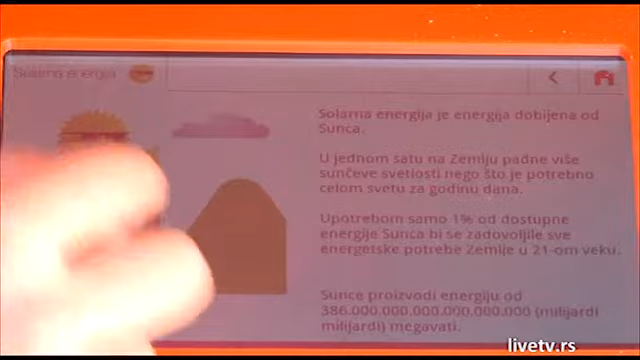 Solarna energija
Solarna energija je energija dobijena od
Sunca.
U jednom satu na Zemlju padne više
sunčeve svetlosti nego što je potrebno
celom svetu za godinu dana.
Upotrebom samo 1% od dostupne
energije Sunca bi se zadovoljile sve
energetske potrebe Zemlje u 21-om veku.
Sunce proizvodi energiju od
386.000.000.000.000.000.000 (milijardi
milijardi) megavati.
livetv.rs